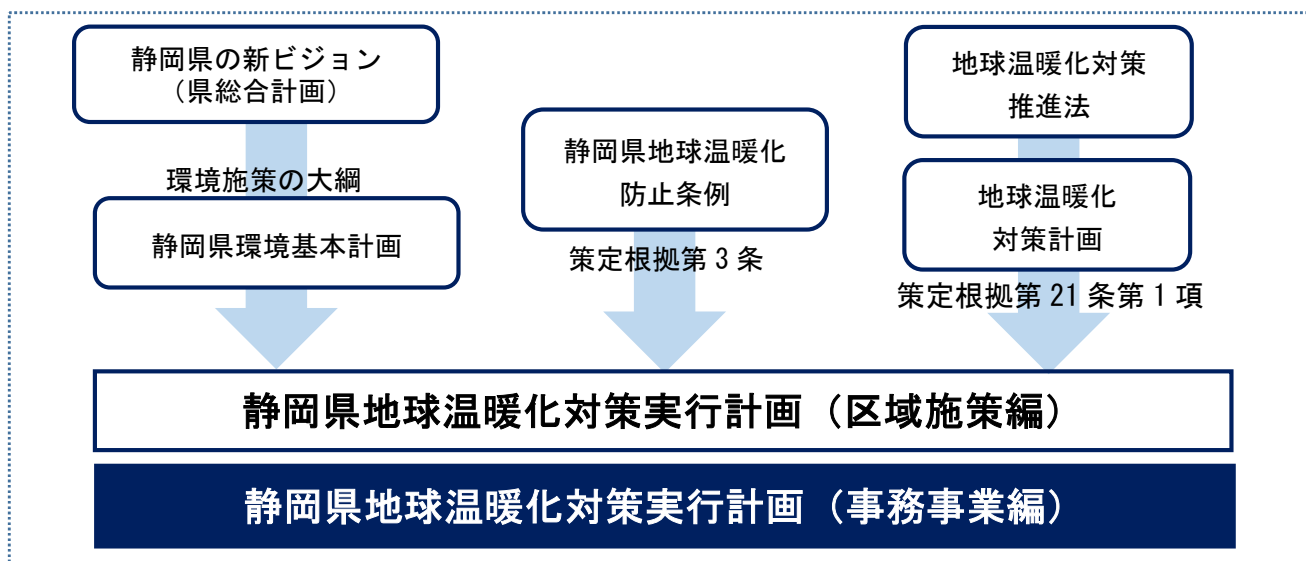 静岡県の新ビジョン
（県総合計画）
環境施策の大綱
静岡県環境基本計画
静岡県地球温暖化
防止条例
策定根拠第 3 条
地球温暖化対策
推進法
地球温暖化
対策計画
策定根拠第 21 条第 1 項
静岡県地球温暖化対策実行計画（区域施策編）
静岡県地球温暖化対策実行計画（事務事業編）